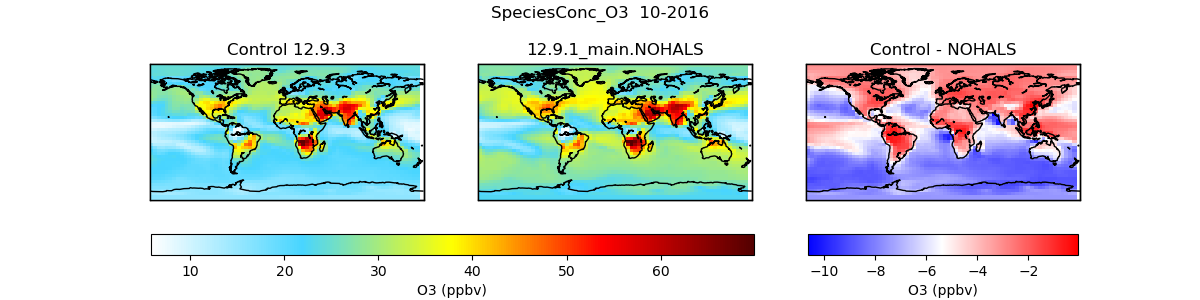 SpeciesConc_O3  10-2016
Control 12.9.3
12.9.1_main.NOHALS
Control - NOHALS
10 20 30 40 50 60
O3 (ppbv)
−10 −8 −6 −4 −2
O3 (ppbv)